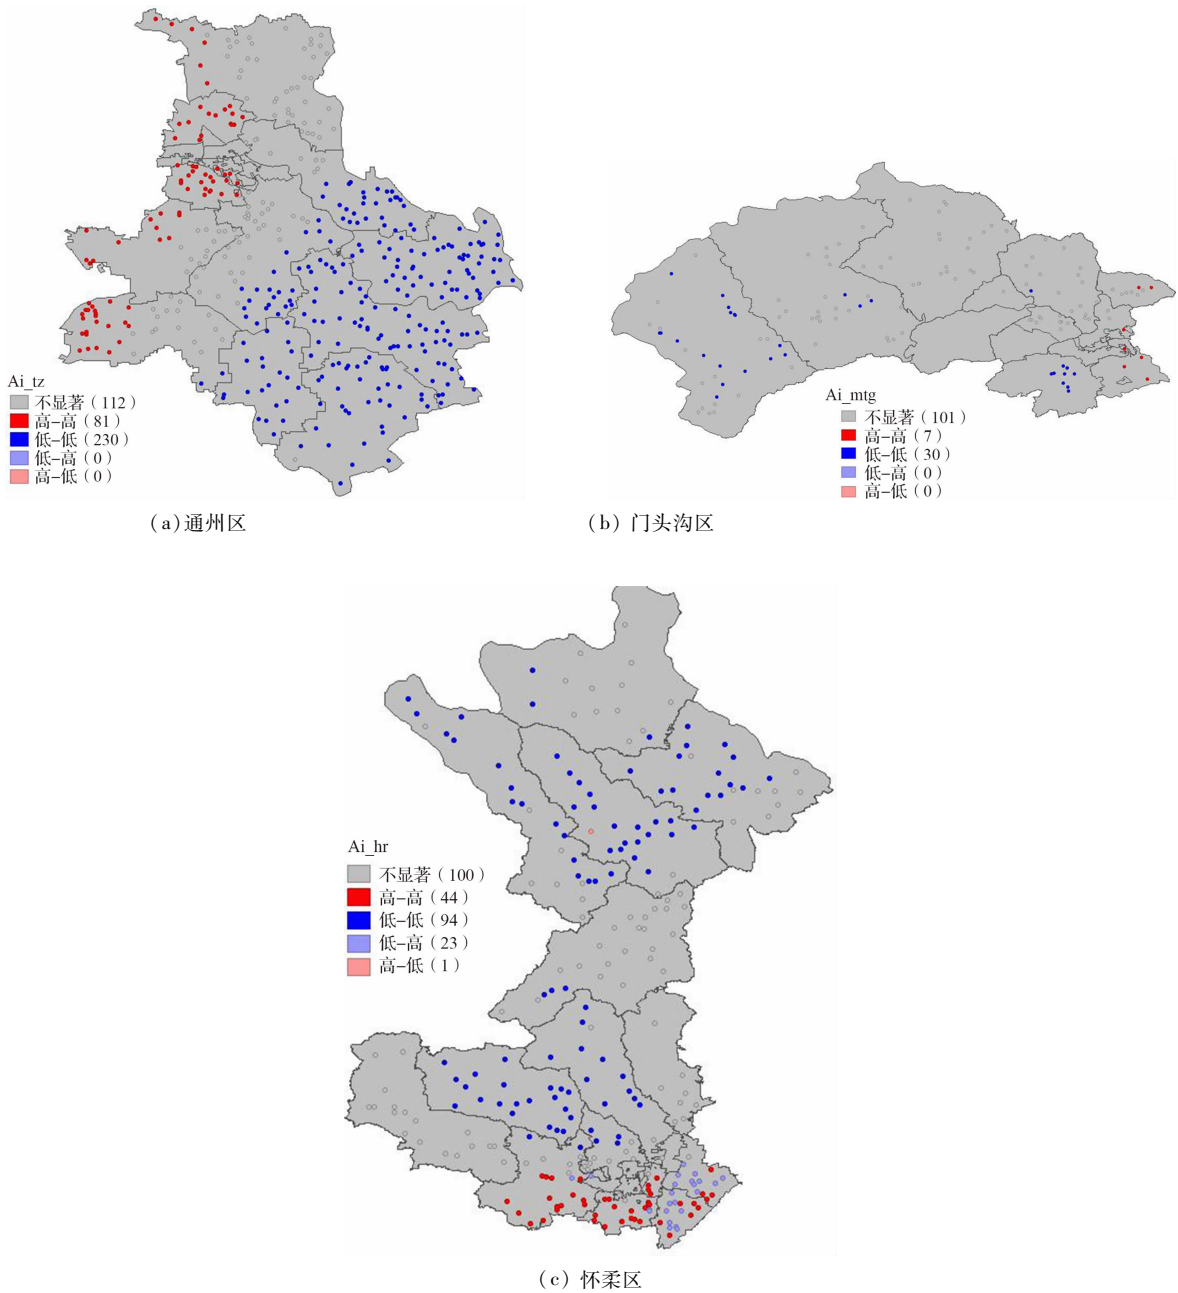 Ai_tz
不显著（112）
高-高（81）
低-低（230）
低-高（0）
高-低（0）
Ai_mtg
不显著（101）
高-高（7）
低-低（30）
低-高（0）
高-低（0）
（a)通州区
（b）门头沟区
Ai_hr
不显著（100）
高-高（44）
低-低（94）
低-高（23）
高-低（1）
（c）怀柔区